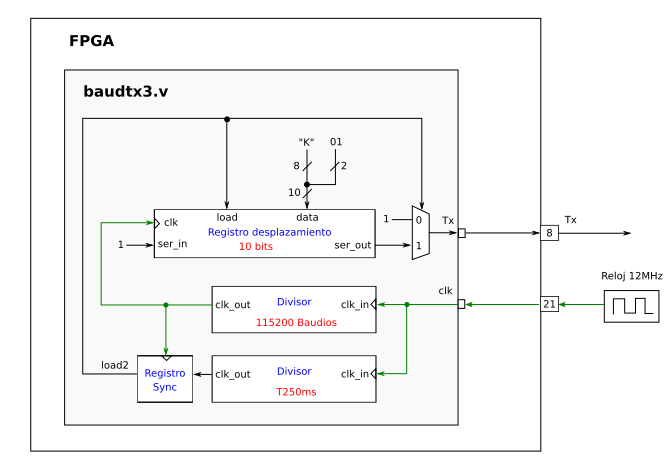 FPGA
baudtx3.v
"K" 01
8 2
10
clk load data
Registro desplazamiento
ser_in 10 bits ser_out
1
1
0
1
Tx
8
Tx
Reloj 12MHz
clk
21
clk_out Divisor clk_in
115200 Baudios
load2
Registro
Sync
clk_out Divisor clk_in
T250ms